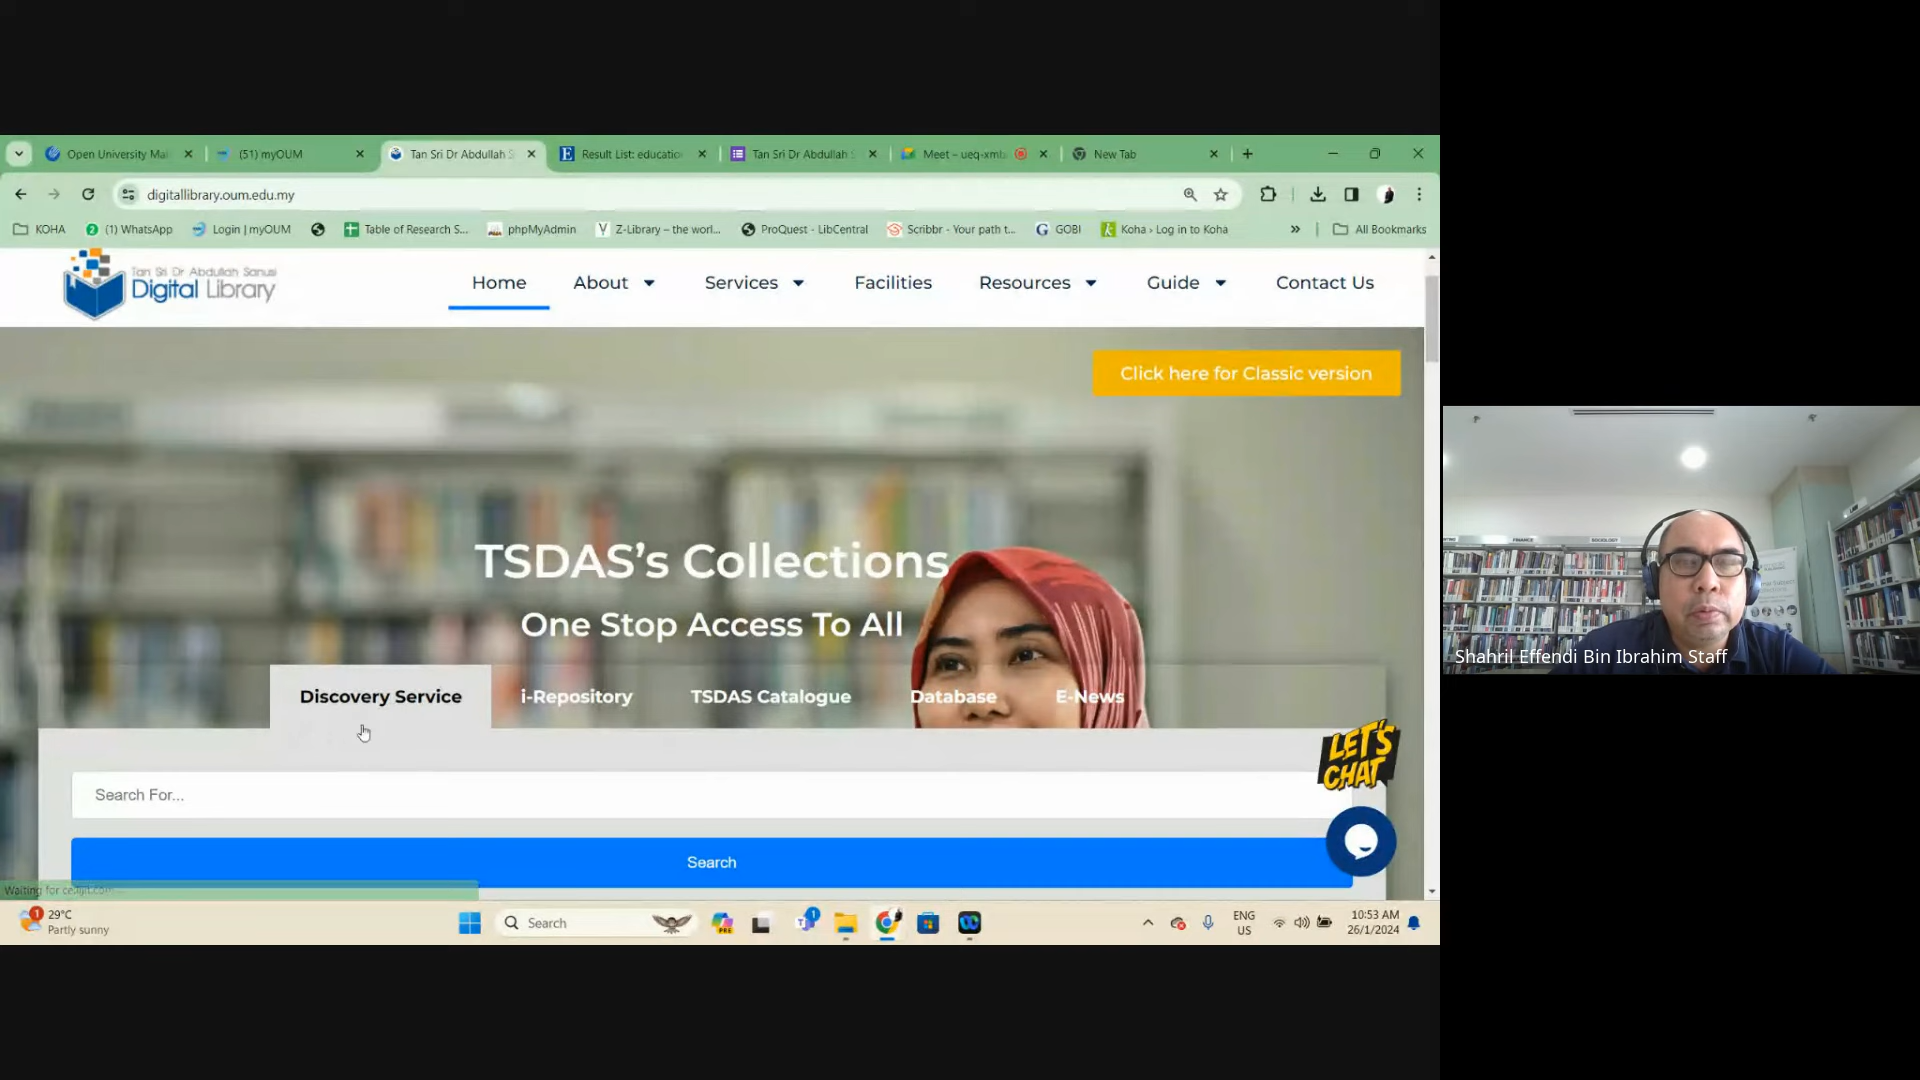 Open University Mal
(51) myOUM
Tan Sri Dr Abdullah S
Result List: educatio
Tan Sri Dr Abdullah S
Meet – ueq-xmb
New Tab
digitallibrary.oum.edu.my
KOHA
(1) WhatsApp
Login | myOUM
Table of Research S...
phpMyAdmin
Z-Library – the worl...
ProQuest - LibCentral
Scribbr - Your path t...
GOBI
Koha › Log in to Koha
»
All Bookmarks
Tan Sri Dr Abdullah Sanusi
Digital Library
Home
About
Services
Facilities
Resources
Guide
Contact Us
Click here for Classic version
TSDAS’s Collections
One Stop Access To All
Discovery Service
i-Repository
TSDAS Catalogue
Database
E-News
LET'S
CHAT
Search For...
Search
29°C
Partly sunny
Search
ENG
US
10:53 AM
26/1/2024
FINANCE
SOCIOLOGY
Shahril Effendi Bin Ibrahim Staff